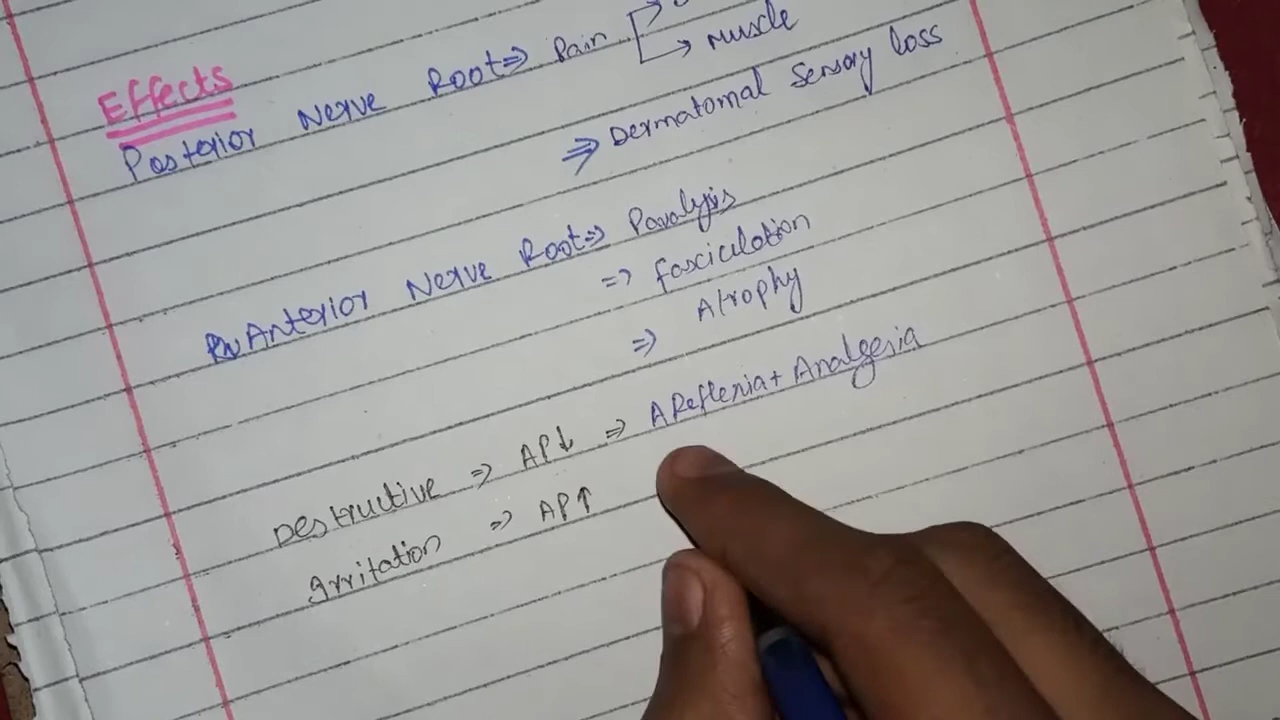 Effects
Posterior Nerve Root => Pain
-> Muscle
=> Dermatomal Sensory loss
Anterior Nerve Root => Paralysis
=> fasciculation
=> Atrophy
Destructive => AP↓ => AReflexia + Analgesia
Irritation => AP↑